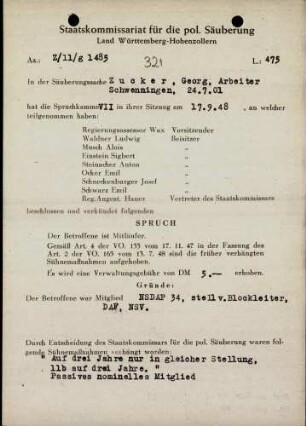 Staatskommissariat für die pol. Säuberung
Land Württemberg-Hohenzollern
Az.: Z/11/g 1485
321
L.: 475
In der Säuberungssache Z u c k e r , Georg, Arbeiter
Schwenningen, 24.7.01
hat die Spruchkammer VII in ihrer Sitzung am 17.9.48 , an welcher
teilgenommen haben:
Regierungsassessor Wax Vorsitzender
Waldner Ludwig Beisitzer
Musch Alois „
Einstein Sigbert „
Steinacher Anton „
Osker Emil „
Schneckenburger Josef „
Schwarz Emil „
Reg.Angest. Hauer Vertreter des Staatskommissars
beschlossen und verkündet folgenden
SPRUCH
Der Betroffene ist Mitläufer.
Gemäß Art. 4 der VO. 133 vom 17. 11. 47 in der Fassung des
Art. 2 der VO. 165 vom 13. 7. 48 sind die früher verhängten
Sühnemaßnahmen aufgehoben.
Es wird eine Verwaltungsgebühr von DM 5.-- erhoben.
Gründe:
Der Betroffene war Mitglied NSDAP 34, stellv.Blockleiter,
DAF, NSV.
Durch Entscheidung des Staatskommissars für die pol. Säuberung waren fol-
gende Sühnemaßnahmen verhängt worden:
" Auf drei Jahre nur in gleicher Stellung,
llb auf drei Jahre. "
Passives nominelles Mitglied